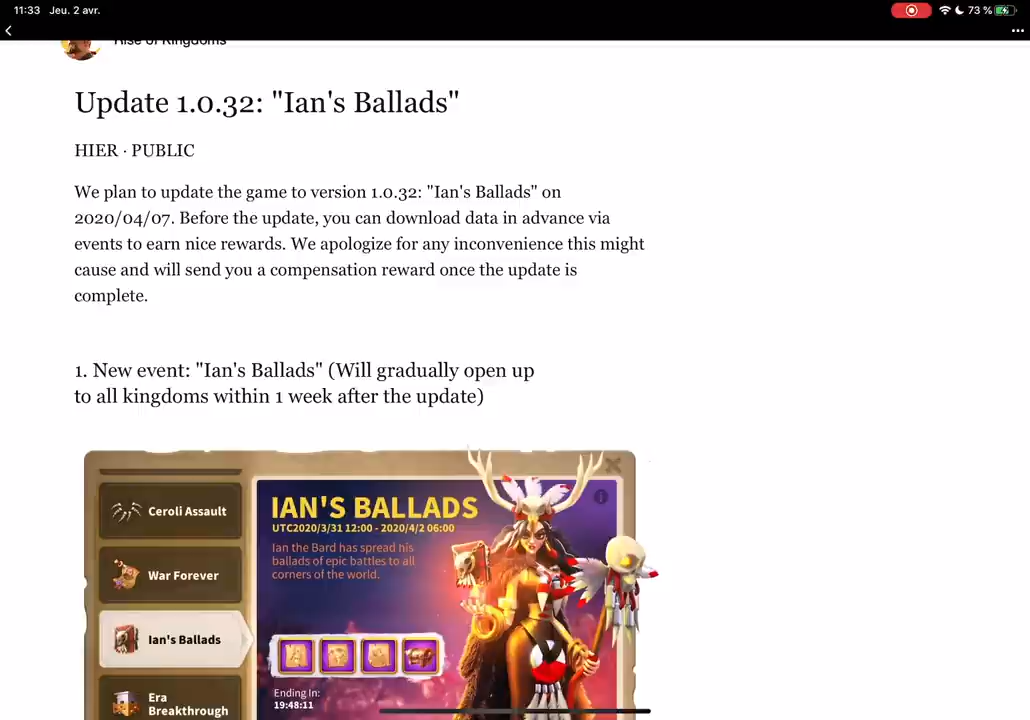 11:33 Jeu. 2 avr. 73 %
Rise of Kingdoms
Update 1.0.32: "Ian's Ballads"
HIER · PUBLIC
We plan to update the game to version 1.0.32: "Ian's Ballads" on
2020/04/07. Before the update, you can download data in advance via
events to earn nice rewards. We apologize for any inconvenience this might
cause and will send you a compensation reward once the update is
complete.
1. New event: "Ian's Ballads" (Will gradually open up
to all kingdoms within 1 week after the update)
IAN'S BALLADS
UTC2020/3/31 12:00 - 2020/4/2 06:00
Ian the Bard has spread his
ballads of epic battles to all
corners of the world.
Ceroli Assault
War Forever
Ian's Ballads
Era
Breakthrough
Ending In:
19:48:11